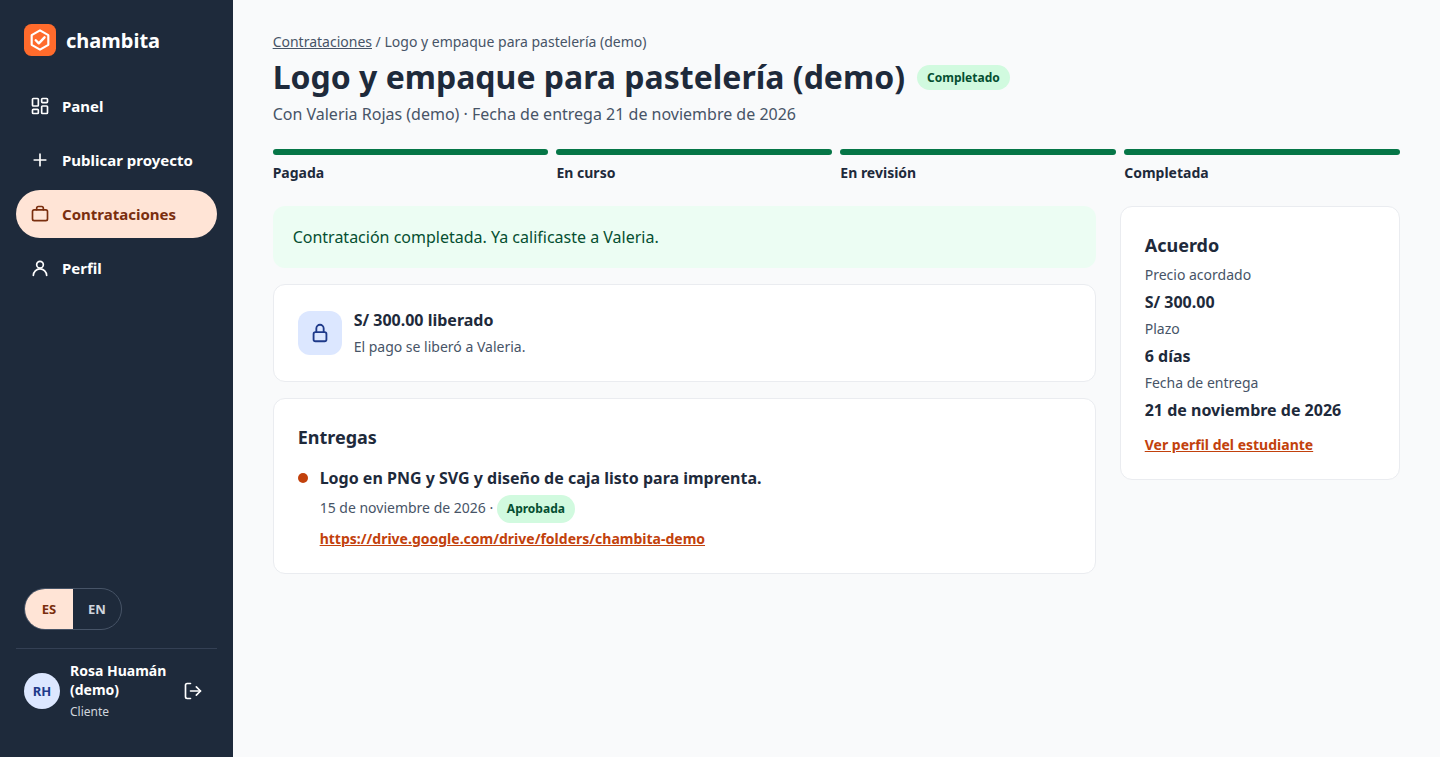 chambita
Panel
Publicar proyecto
Contrataciones
Perfil
ES
EN
RH
Rosa Huamán
(demo)
Cliente
Contrataciones / Logo y empaque para pastelería (demo)
Logo y empaque para pastelería (demo)
Completado
Con Valeria Rojas (demo) · Fecha de entrega 21 de noviembre de 2026
Pagada
En curso
En revisión
Completada
Contratación completada. Ya calificaste a Valeria.
S/ 300.00 liberado
El pago se liberó a Valeria.
Entregas
Logo en PNG y SVG y diseño de caja listo para imprenta.
15 de noviembre de 2026 · Aprobada
https://drive.google.com/drive/folders/chambita-demo
Acuerdo
Precio acordado
S/ 300.00
Plazo
6 días
Fecha de entrega
21 de noviembre de 2026
Ver perfil del estudiante